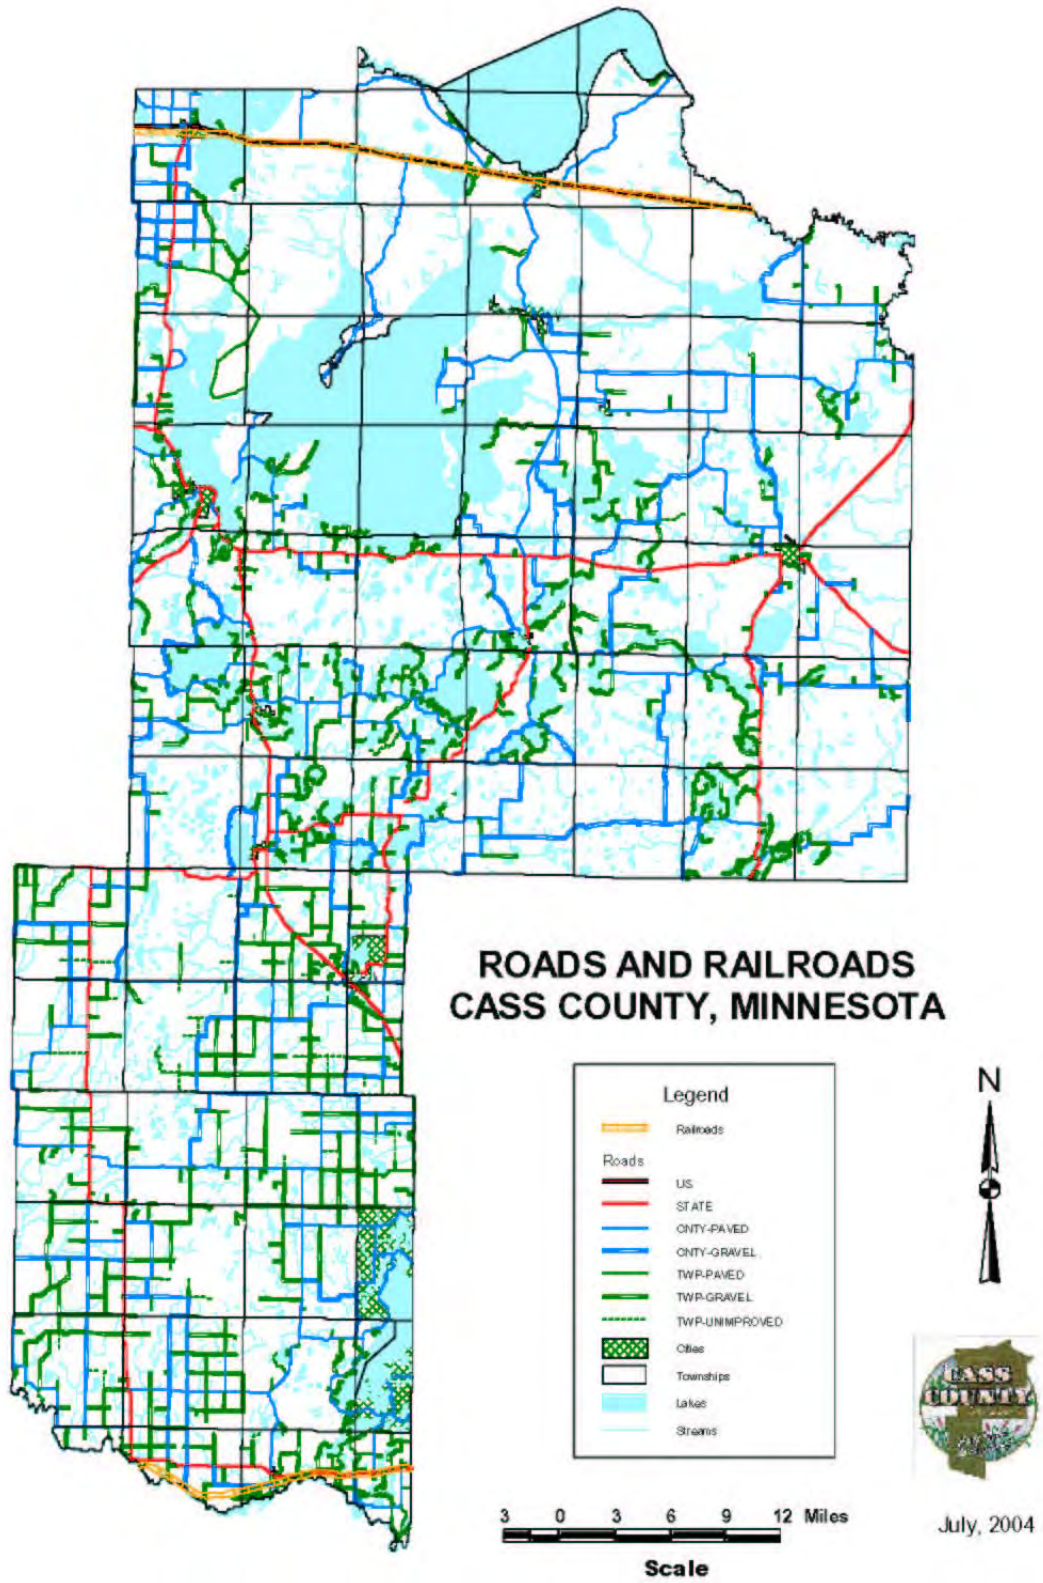 ROADS AND RAILROADS
CASS COUNTY, MINNESOTA
Legend
Railroads
Roads
US
STATE
CNTY-PAVED
CNTY-GRAVEL
TWP-PAVED
TWP-GRAVEL
TWP-UNIMPROVED
Cities
Townships
Lakes
Streams
N
CASS
COUNTY
July, 2004
3 0 3 6 9 12 Miles
Scale